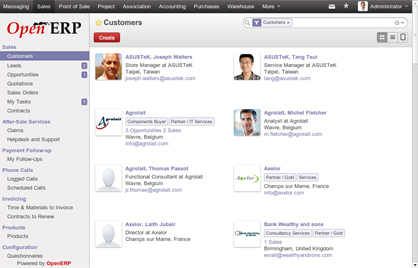 Messaging Sales Point of Sale Project Association Accounting Purchases Warehouse More Administrator
Open ERP
Customers
Customers
Create
Sales
Customers
Leads
Opportunities
Quotations
Sales Orders
My Tasks
Contracts
After-Sale Services
Claims
Helpdesk and Support
Payment Follow-up
My Follow-Ups
Phone Calls
Logged Calls
Scheduled Calls
Invoicing
Time & Materials to Invoice
Contracts to Renew
Products
Products
Configuration
Questionnaires
Powered by OpenERP
ASUSTeK, Joseph Walters
Store Manager at ASUSTeK
Taipei, Taiwan
joseph.walters@asustek.com
ASUSTeK, Tang Tsui
Service Manager at ASUSTeK
Taipei, Taiwan
tang@asustek.com
Agrolait
Agrolait
Components Buyer Partner / IT Services
3 Opportunities 2 Sales
Wavre, Belgium
info@agrolait.com
Agrolait, Michel Fletcher
Analyst at Agrolait
Wavre, Belgium
m.fletcher@agrolait.com
Agrolait, Thomas Passot
Functional Consultant at Agrolait
Wavre, Belgium
p.thomas@agrolait.com
Axelor
Axelor
Partner / Gold Services
Champs sur Marne, France
info@axelor.com
Axelor, Laith Jubair
Director at Axelor
Champs sur Marne, France
Bank Wealthy and sons
Consultancy Services Partner / Gold
1 Sales
Birmingham, United Kingdom
email@wealthyandsons.com